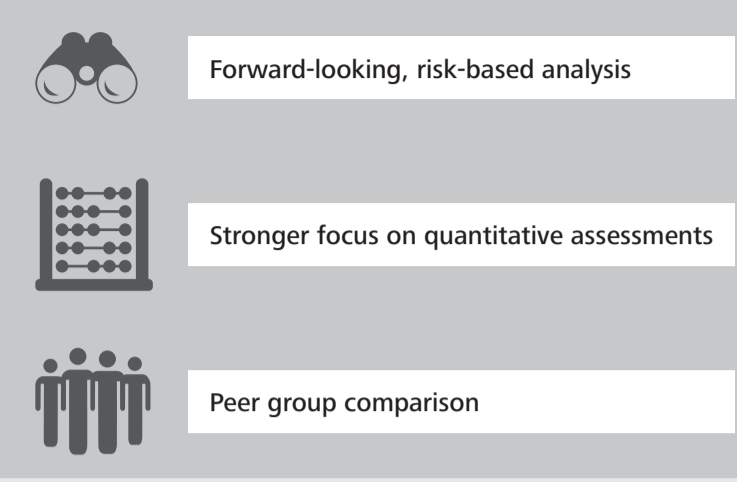 Forward-looking, risk-based analysis
Stronger focus on quantitative assessments
Peer group comparison